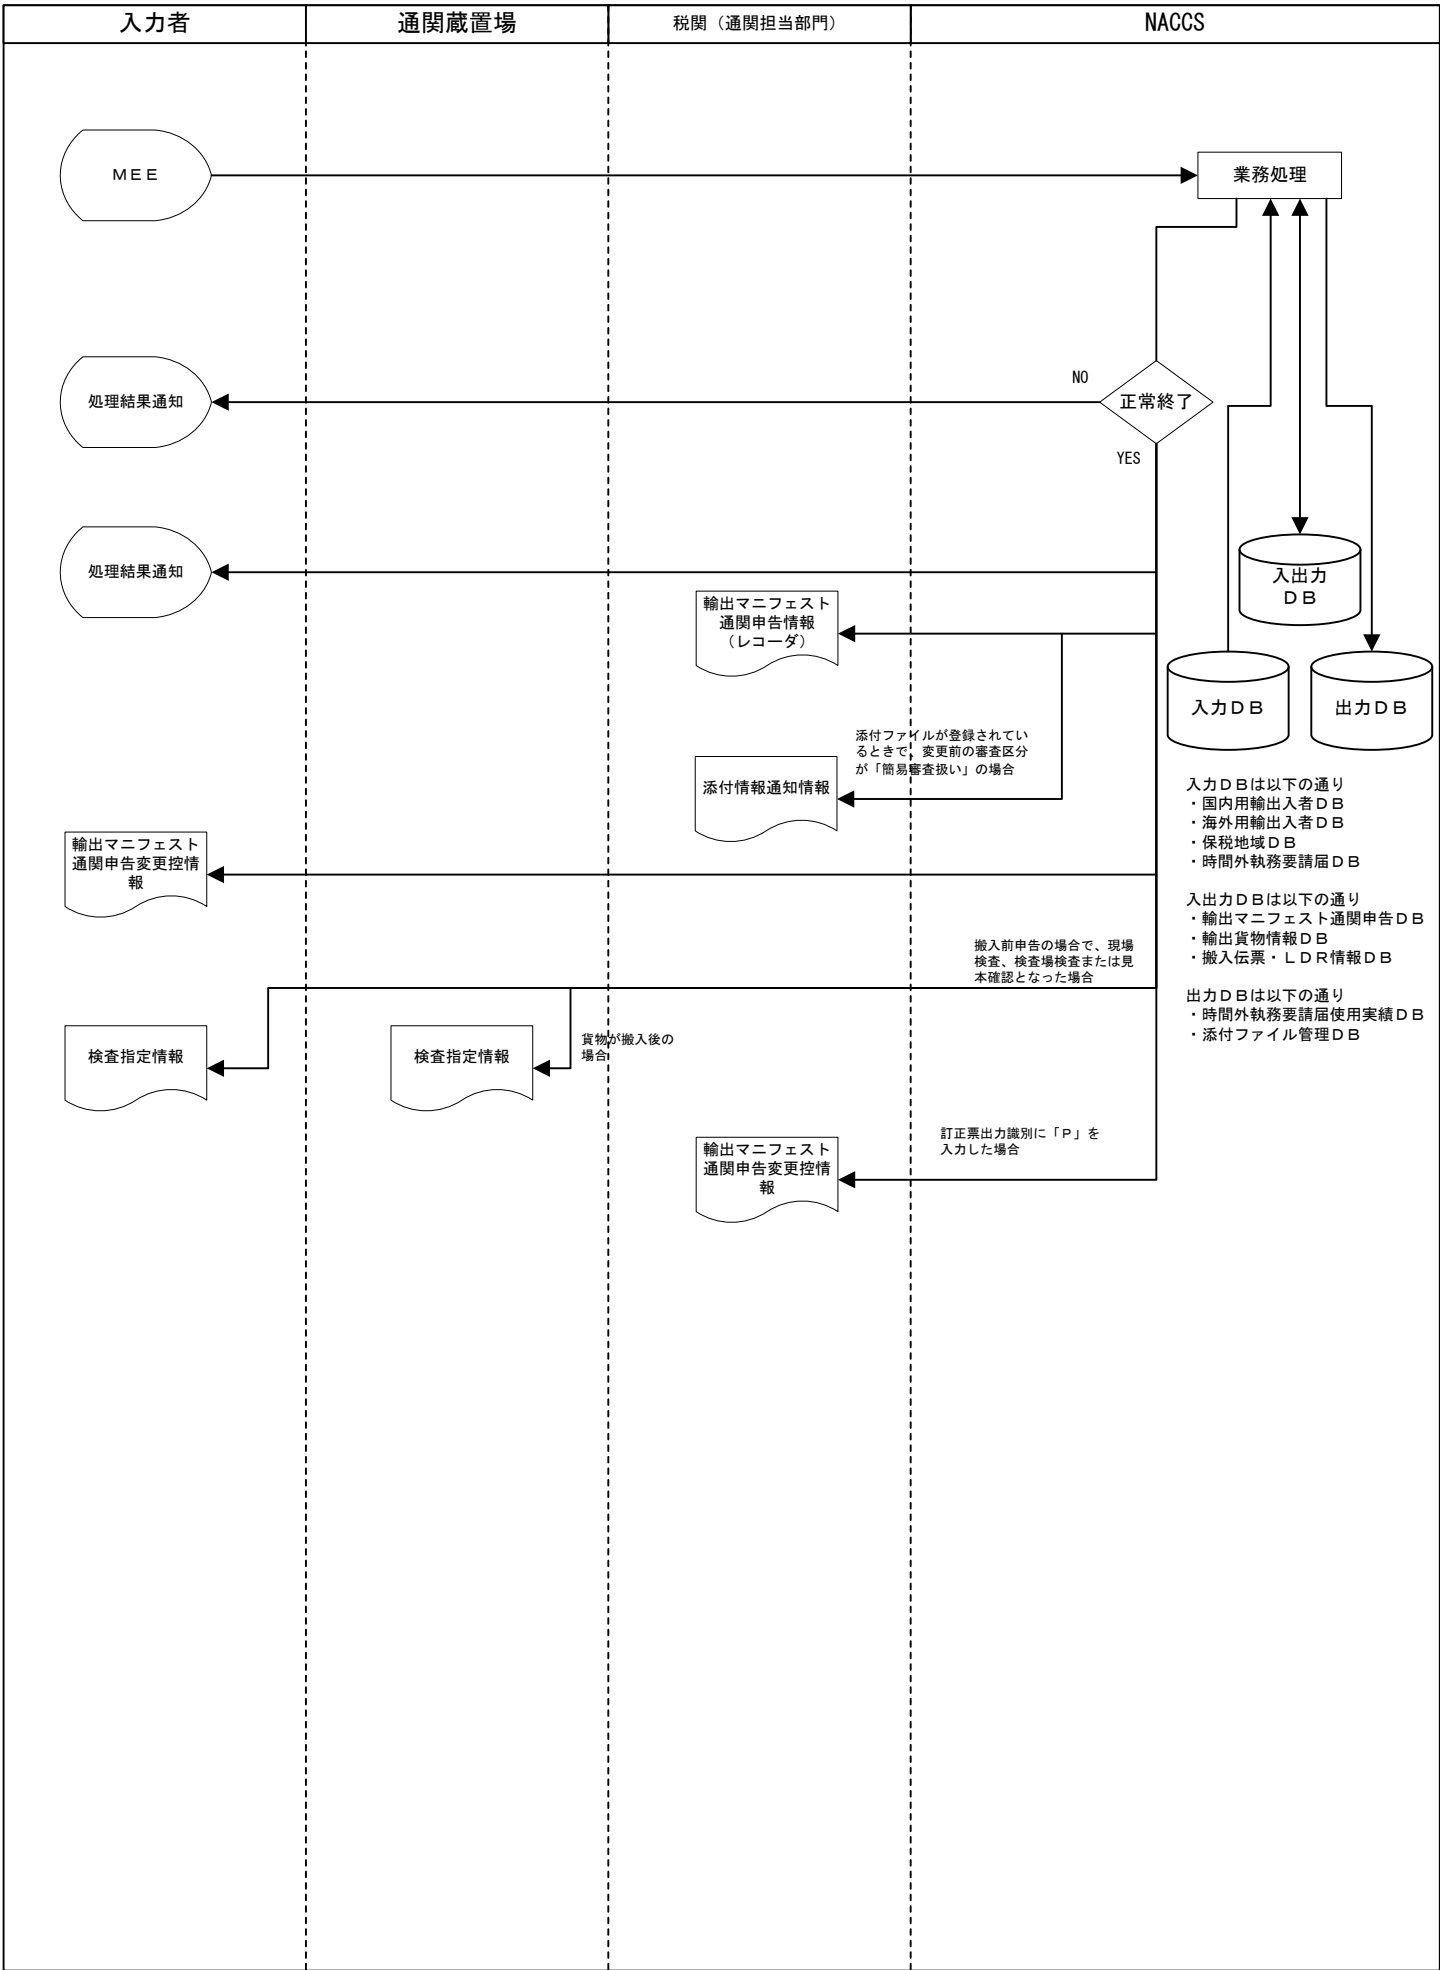 入力者
通関蔵置場
税関（通関担当部門）
NACCS
ＭＥＥ
業務処理
処理結果通知
NO
正常終了
YES
処理結果通知
入出力
ＤＢ
輸出マニフェスト
通関申告情報
（レコーダ）
入力ＤＢ
出力ＤＢ
添付ファイルが登録されてい
るときで、変更前の審査区分
が「簡易審査扱い」の場合
添付情報通知情報
入力ＤＢは以下の通り
・国内用輸出入者ＤＢ
・海外用輸出入者ＤＢ
・保税地域ＤＢ
・時間外執務要請届ＤＢ
輸出マニフェスト
通関申告変更控情
報
入出力ＤＢは以下の通り
・輸出マニフェスト通関申告ＤＢ
・輸出貨物情報ＤＢ
・搬入伝票・ＬＤＲ情報ＤＢ
搬入前申告の場合で、現場
検査、検査場検査または見
本確認となった場合
出力ＤＢは以下の通り
・時間外執務要請届使用実績ＤＢ
・添付ファイル管理ＤＢ
検査指定情報
検査指定情報
貨物が搬入後の
場合
訂正票出力識別に「Ｐ」を
入力した場合
輸出マニフェスト
通関申告変更控情
報